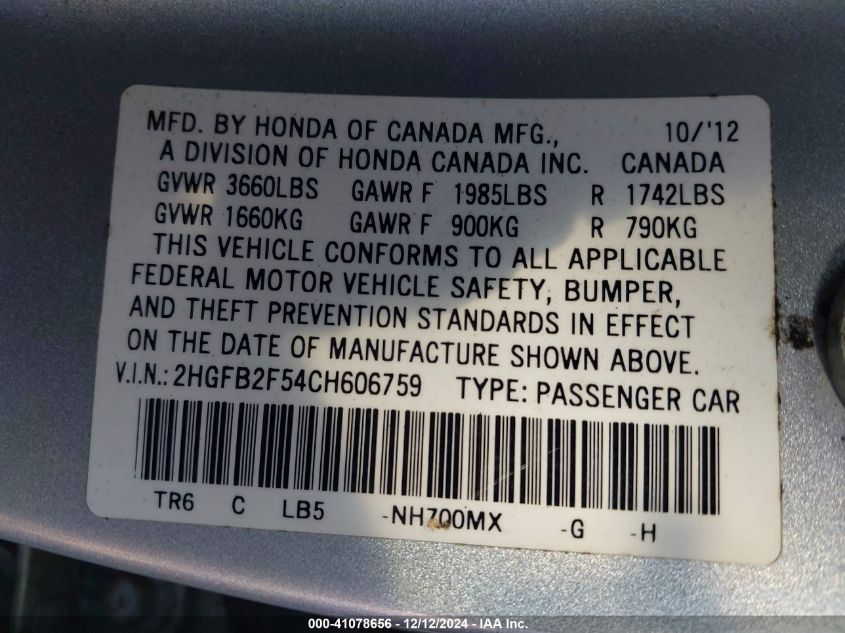 MFD. BY HONDA OF CANADA MFG., 10/'12
A DIVISION OF HONDA CANADA INC. CANADA
GVWR 3660LBS GAWR F 1985LBS R 1742LBS
GVWR 1660KG GAWR F 900KG R 790KG
THIS VEHICLE CONFORMS TO ALL APPLICABLE
FEDERAL MOTOR VEHICLE SAFETY, BUMPER,
AND THEFT PREVENTION STANDARDS IN EFFECT
ON THE DATE OF MANUFACTURE SHOWN ABOVE.
V.I.N.: 2HGFB2F54CH606759 TYPE: PASSENGER CAR
TR6 C LB5 -NH700MX -G -H
000-41078656 - 12/12/2024 - IAA Inc.